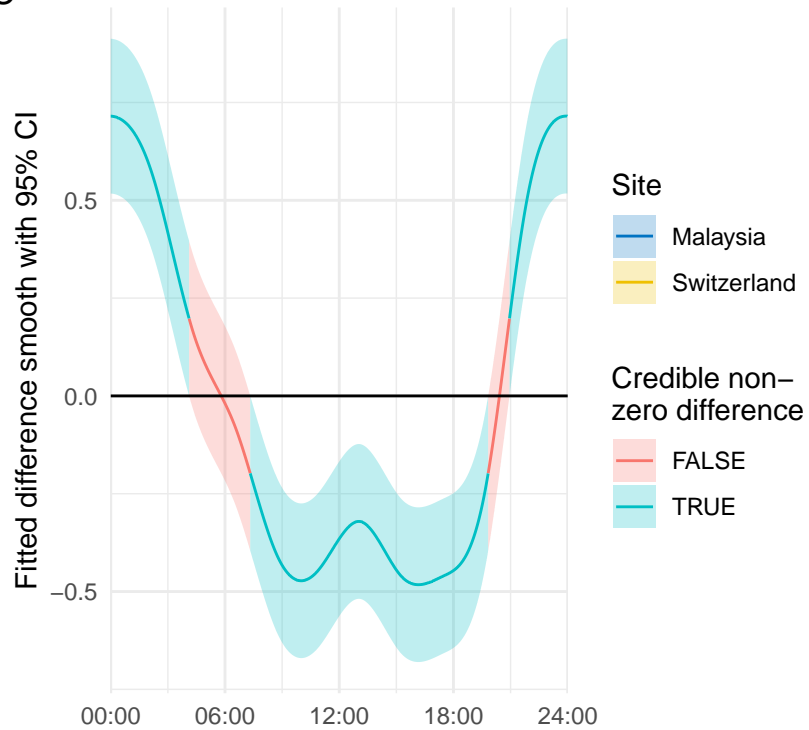 Fitted difference smooth with 95% CI
0.5
0.0
−0.5
00:00 06:00 12:00 18:00 24:00
Site
Malaysia
Switzerland
Credible non−
zero difference
FALSE
TRUE